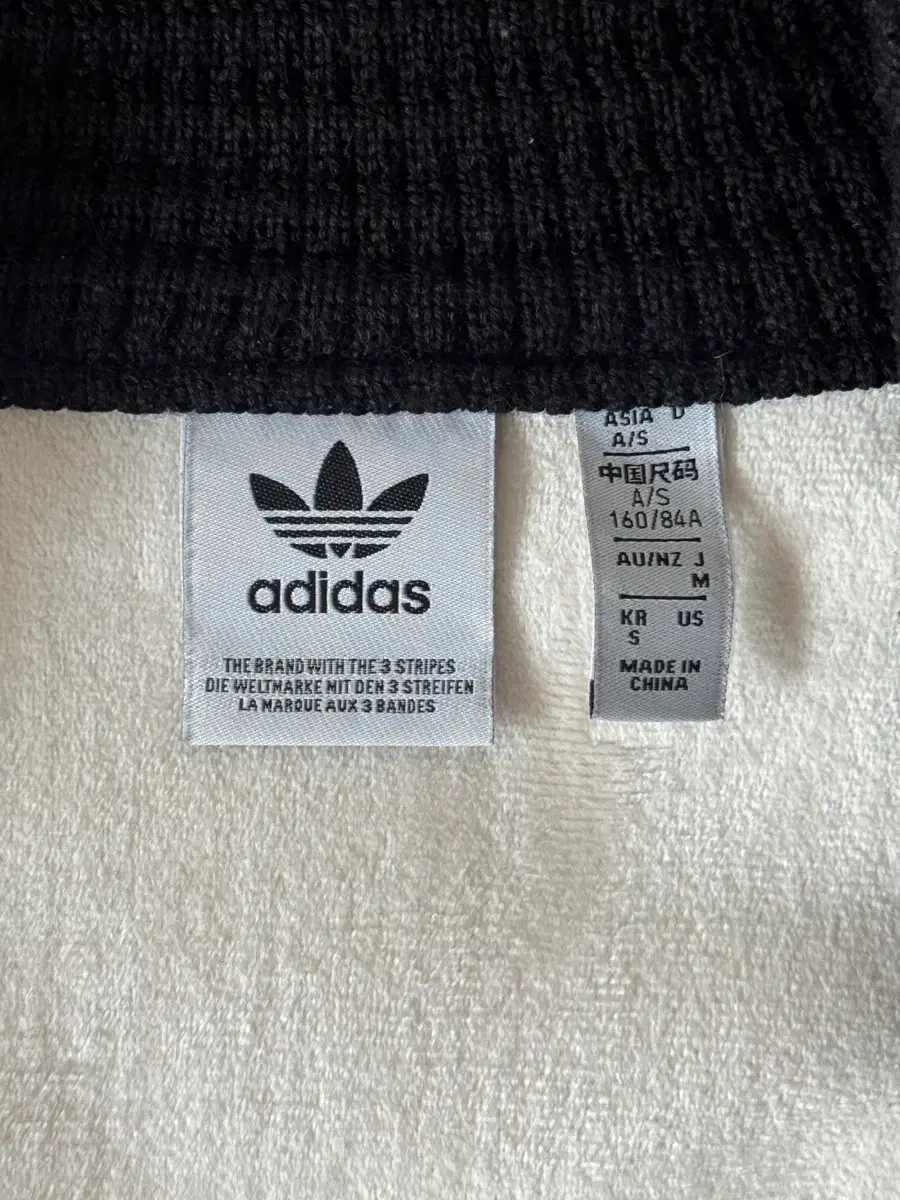 adidas
THE BRAND WITH THE 3 STRIPES
DIE WELTMARKE MIT DEN 3 STREIFEN
LA MARQUE AUX 3 BANDES
ASIA D
A/S
中国尺码
A/S
160/84A
AU/NZ J
M
KR US
S
MADE IN
CHINA